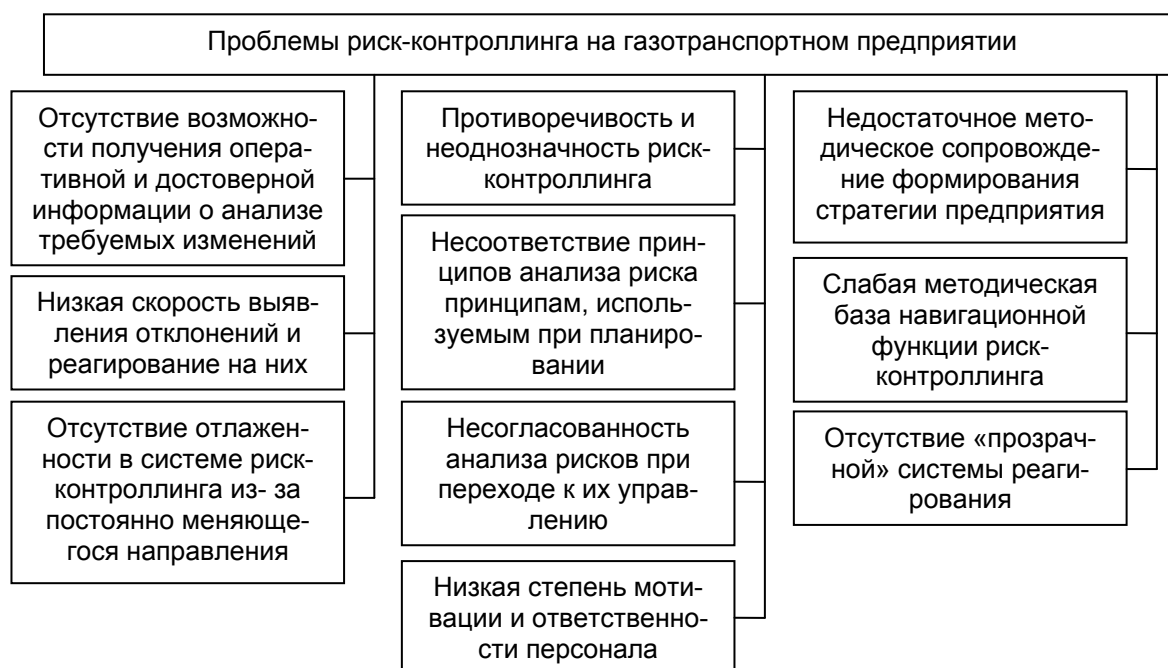 Проблемы риск-контроллинга на газотранспортном предприятии
Отсутствие возможно-
сти получения опера-
тивной и достоверной
информации о анализе
требуемых изменений
Низкая скорость выяв-
ления отклонений и
реагирование на них
Отсутствие отлажен-
ности в системе риск-
контроллинга из- за
постоянно меняюще-
гося направления
Противоречивость и
неоднозначность риск-
контроллинга
Несоответствие прин-
ципов анализа риска
принципам, исполь-
зуемым при планиро-
вании
Несогласованность
анализа рисков при
переходе к их управ-
лению
Низкая степень моти-
вации и ответственно-
сти персонала
Недостаточное мето-
дическое сопровожде-
ние формирования
стратегии предприятия
Слабая методическая
база навигационной
функции риск-
контроллинга
Отсутствие «прозрач-
ной» системы реаги-
рования